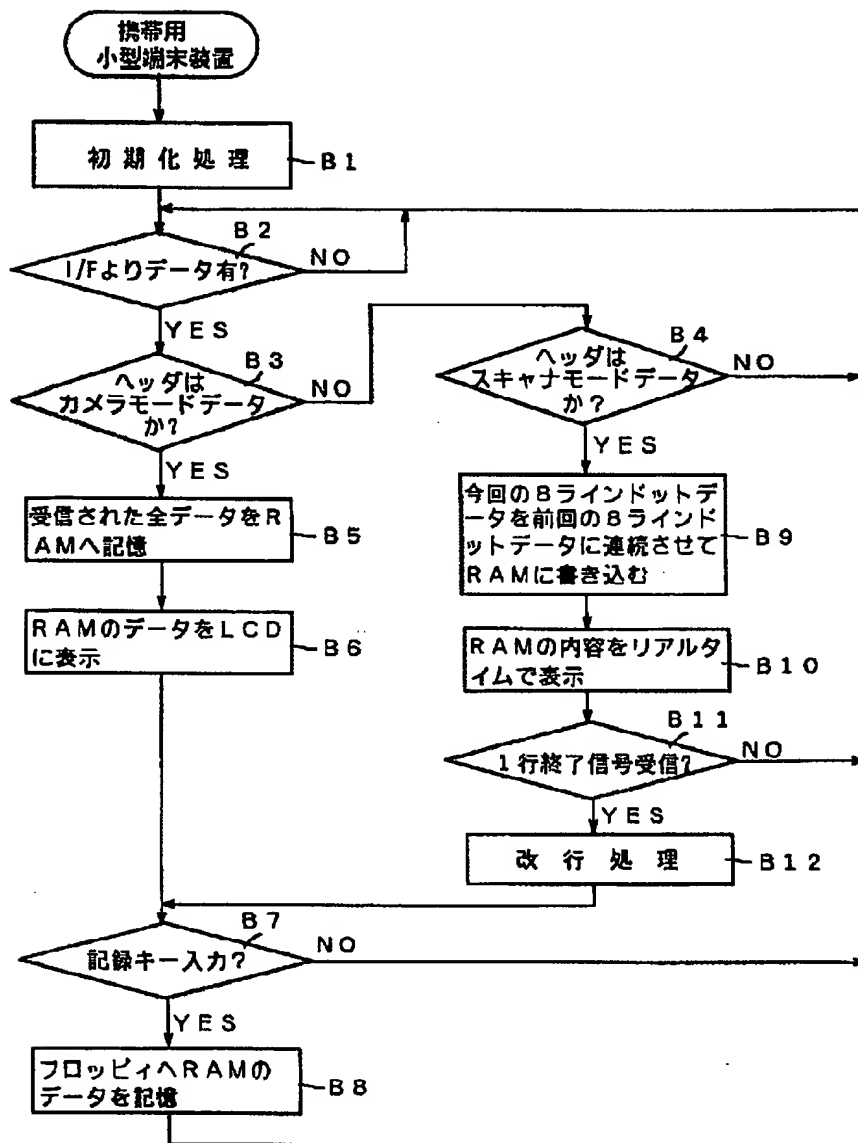 携帯用
小型端末装置
初期化処理
B1
B2
I/Fよりデータ有?
NO
YES
B3
ヘッダは
カメラモードデータ
か?
NO
YES
B4
ヘッダは
スキャナモードデータ
か?
NO
YES
受信された全データをR
AMへ記憶
B5
RAMのデータをLCD
に表示
B6
今回の8ラインドットデ
ータを前回の8ラインド
ットデータに連続させて
RAMに書き込む
B9
RAMの内容をリアルタ
イムで表示
B10
B11
1行終了信号受信?
NO
YES
改行処理
B12
B7
記録キー入力?
NO
YES
フロッピィへRAMの
データを記憶
B8